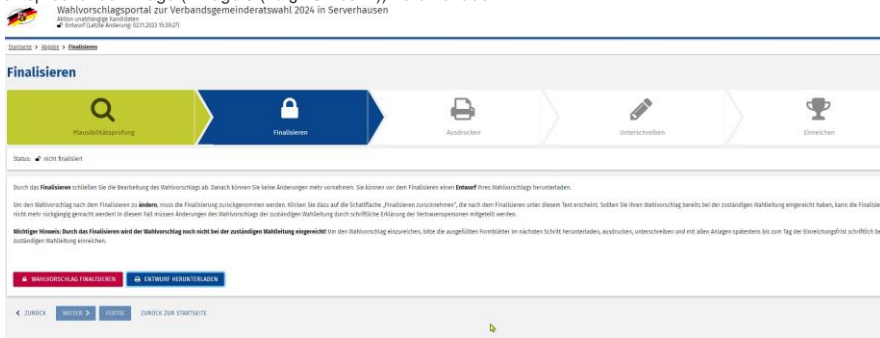 Wahlvorschlagsportal zur Verbandsgemeinderatswahl 2024 in Serverhausen
Aktion unabhängige Kandidaten
Entwurf (Letzte Änderung: 02.11.2023 15:39:27)
Startseite > Abgabe > Finalisieren
Finalisieren
Plausibilitätsprüfung
Finalisieren
Ausdrucken
Unterschreiben
Einreichen
Status: nicht finalisiert
Durch das Finalisieren schließen Sie die Bearbeitung des Wahlvorschlags ab. Danach können Sie keine Änderungen mehr vornehmen. Sie können vor dem Finalisieren einen Entwurf Ihres Wahlvorschlags herunterladen.
Um den Wahlvorschlag nach dem Finalisieren zu ändern, muss die Finalisierung zurückgenommen werden. Klicken Sie dazu auf die Schaltfläche „Finalisieren zurücknehmen“, die nach dem Finalisieren unter diesem Text erscheint. Sollten Sie Ihren Wahlvorschlag bereits bei der zuständigen Wahlleitung eingereicht haben, kann die
nicht mehr rückgängig gemacht werden! In diesem Fall müssen Änderungen des Wahlvorschlags der zuständigen Wahlleitung durch schriftliche Erklärung der Vertrauenspersonen mitgeteilt werden.
Wichtiger Hinweis: Durch das Finalisieren wird der Wahlvorschlag noch nicht bei der zuständigen Wahlleitung eingereicht! Um den Wahlvorschlag einzureichen, bitte die ausgefüllten Formblätter im nächsten Schritt herunterladen, ausdrucken, unterschreiben und mit allen Anlagen spätestens bis zum Tag der Einreichungsfrist schriftlich
zuständigen Wahlleitung einreichen.
WAHLVORSCHLAG FINALISIEREN ENTWURF HERUNTERLADEN
< ZURÜCK WEITER > FERTIG ZURÜCK ZUR STARTSEITE